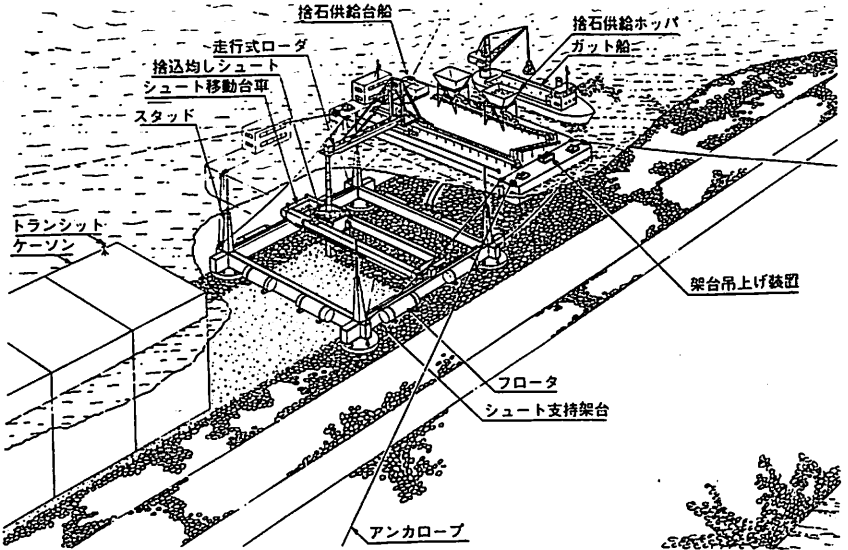 捨石供給台船
捨石供給ホッパ
ガット船
走行式ローダ
捨込均しシュート
シュート移動台車
スタッド
トランシット
ケーソン
架台吊上げ装置
フロータ
シュート支持架台
アンカロープ